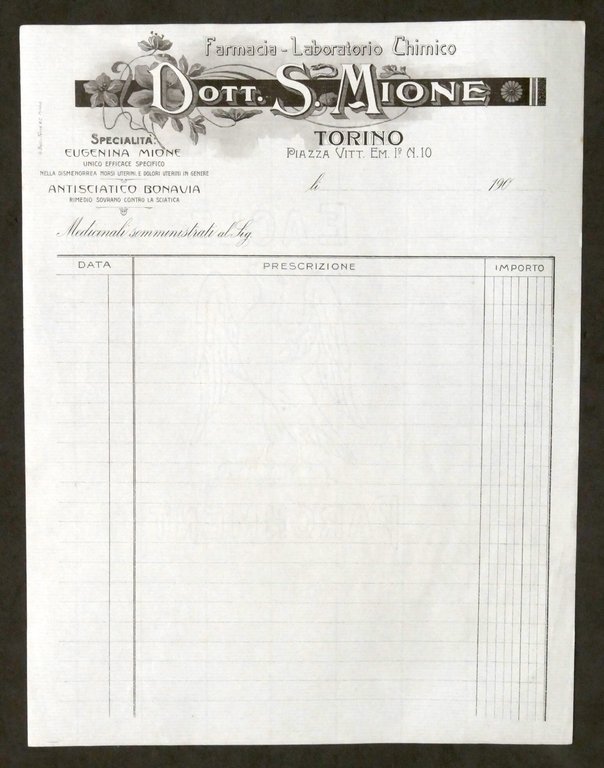 Farmacia - Laboratorio Chimico
DOTT. S. MIONE
TORINO
PIAZZA VITT. EM. 1º N.10
SPECIALITÀ:
EUGENINA MIONE
UNICO EFFICACE SPECIFICO
NELLA DISMENORREA MORSI UTERINI E DOLORI UTERINI IN GENERE
ANTISCIATICO BONAVIA
RIMEDIO SOVRANO CONTRO LA SCIATICA
li 190
Medicinali somministrati al Sig.
DATA PRESCRIZIONE IMPORTO